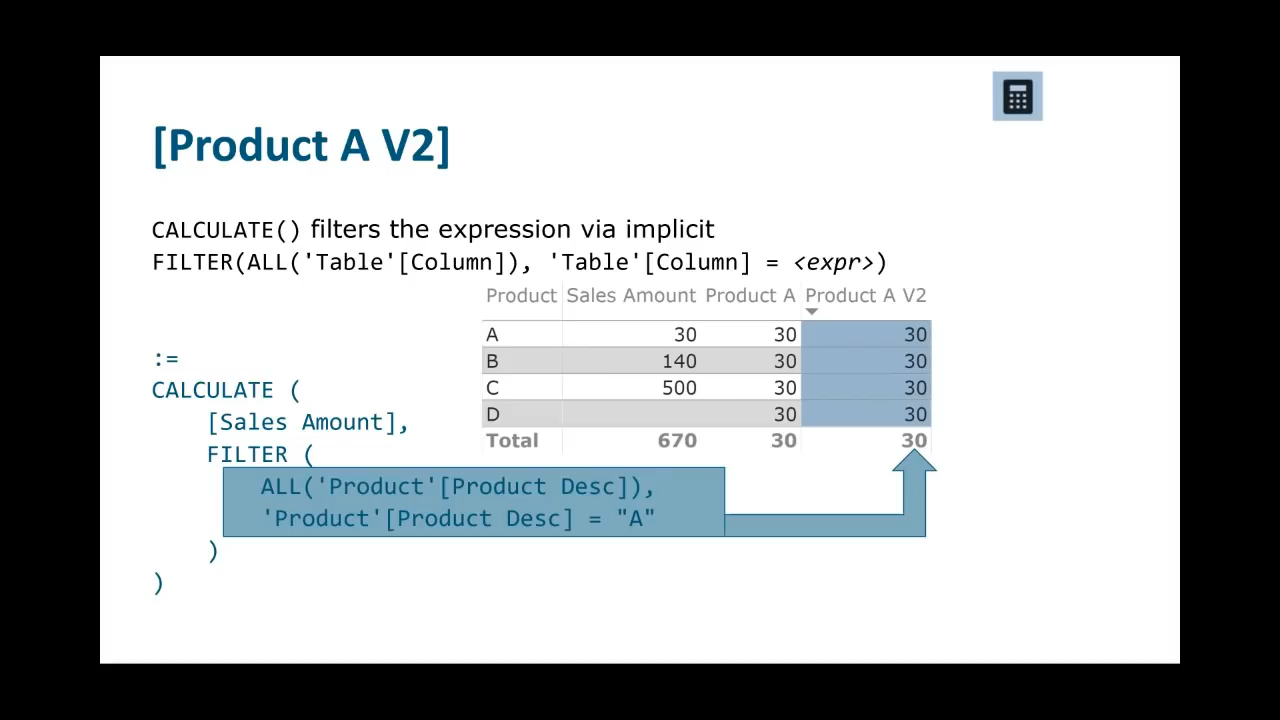 [Product A V2]
CALCULATE() filters the expression via implicit
FILTER(ALL('Table'[Column]), 'Table'[Column] = <expr>)
Product Sales Amount Product A Product A V2
A 30 30 30
B 140 30 30
C 500 30 30
D 30 30
Total 670 30 30
:=
CALCULATE (
[Sales Amount],
FILTER (
ALL('Product'[Product Desc]),
'Product'[Product Desc] = "A"
)
)